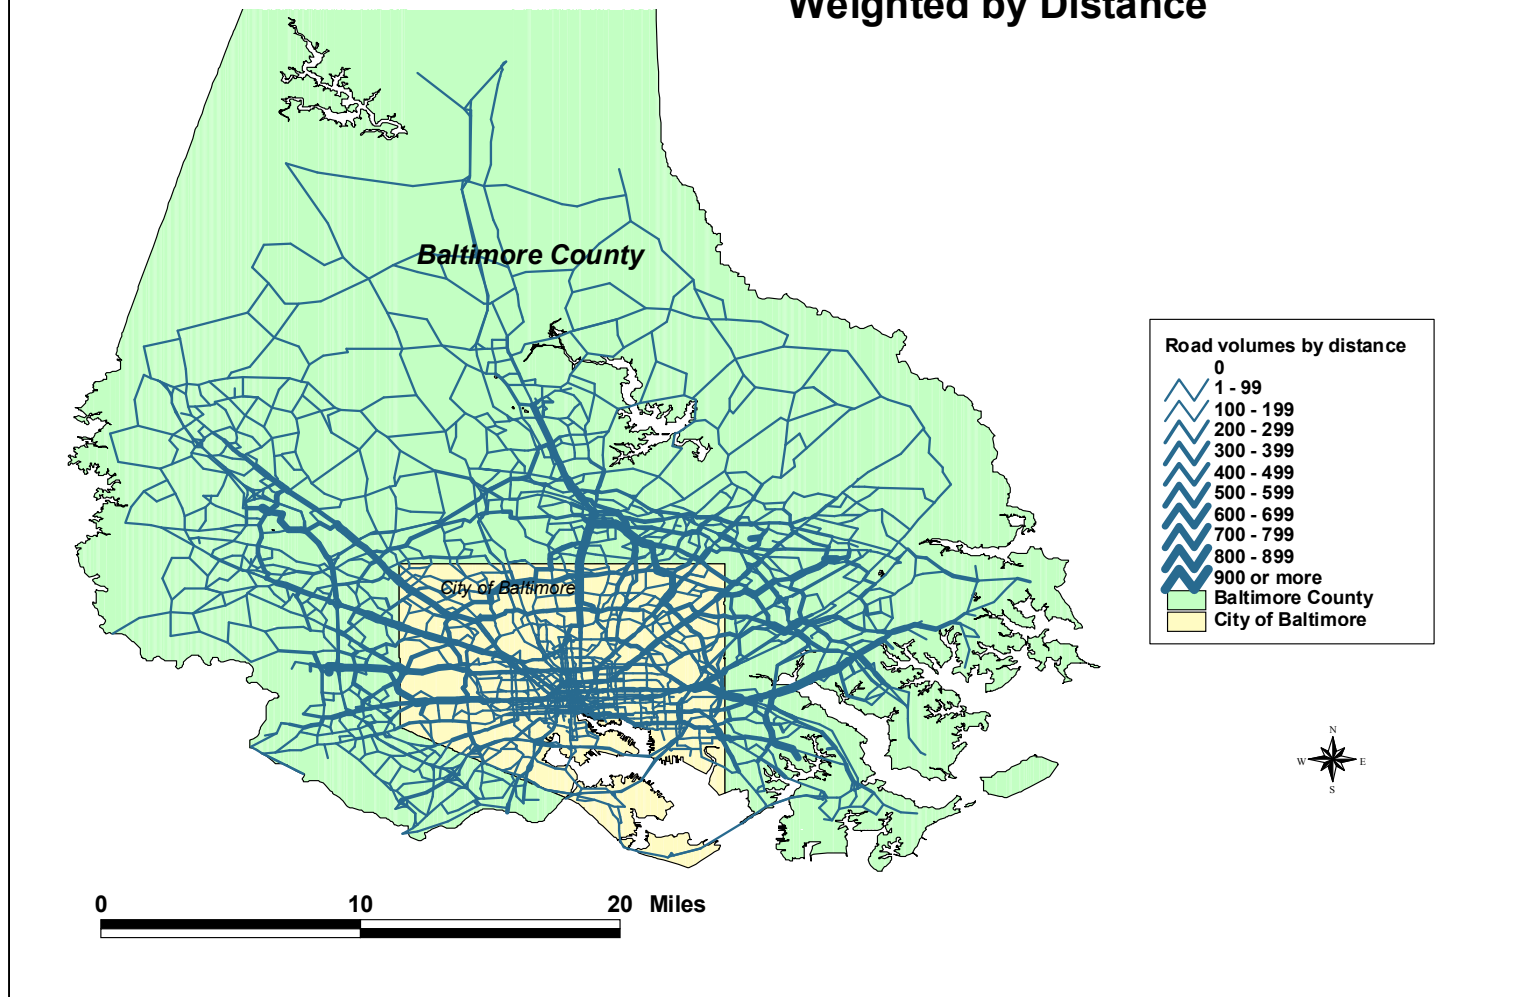 Weighted by Distance
Baltimore County
City of Baltimore
Road volumes by distance
0
1 - 99
100 - 199
200 - 299
300 - 399
400 - 499
500 - 599
600 - 699
700 - 799
800 - 899
900 or more
Baltimore County
City of Baltimore
N
W E
S
0 10 20 Miles